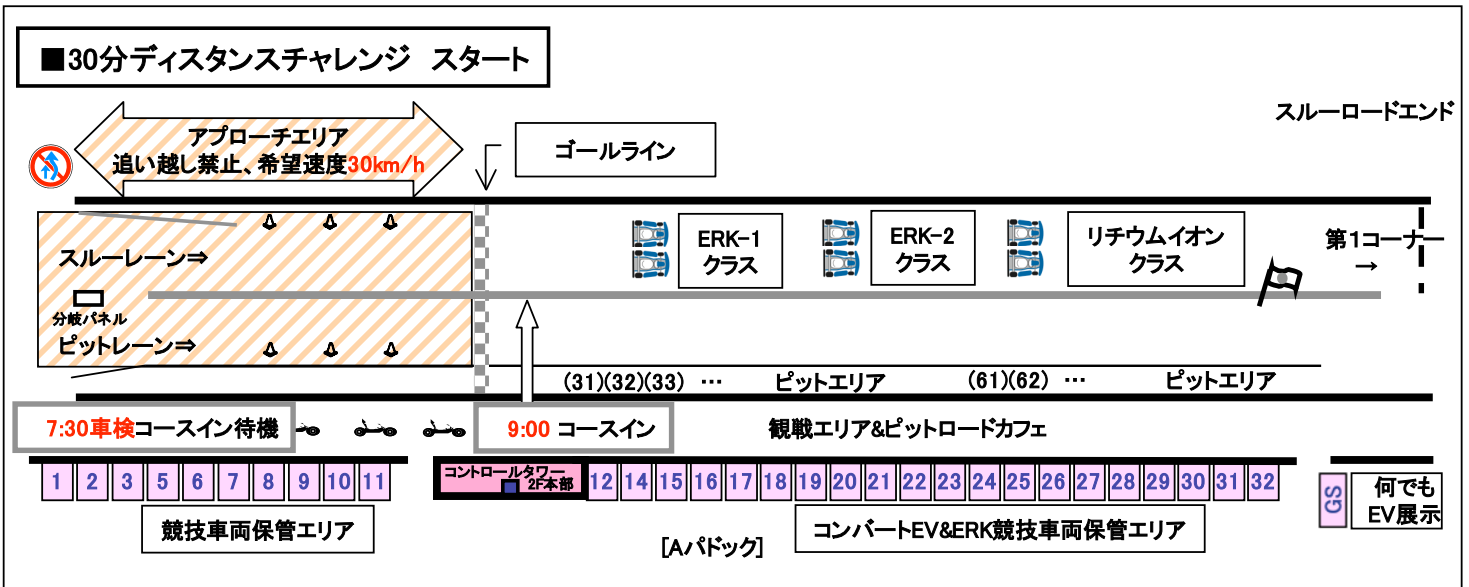 ■30分ディスタンスチャレンジ　スタート
スルーロードエンド
アプローチエリア
追い越し禁止、希望速度30km/h
ゴールライン
ERK-1
クラス
ERK-2
クラス
リチウムイオン
クラス
第1コーナー
→
スルーレーン⇒
分岐パネル
ピットレーン⇒
(31)(32)(33) … ピットエリア (61)(62) … ピットエリア
7:30車検コースイン待機
9:00 コースイン
観戦エリア&ピットロードカフェ
1 2 3 5 6 7 8 9 10 11
コントロールタワー
2F本部
12 14 15 16 17 18 19 20 21 22 23 24 25 26 27 28 29 30 31 32
GS
何でも
EV展示
競技車両保管エリア
[Aパドック]
コンバートEV&ERK競技車両保管エリア